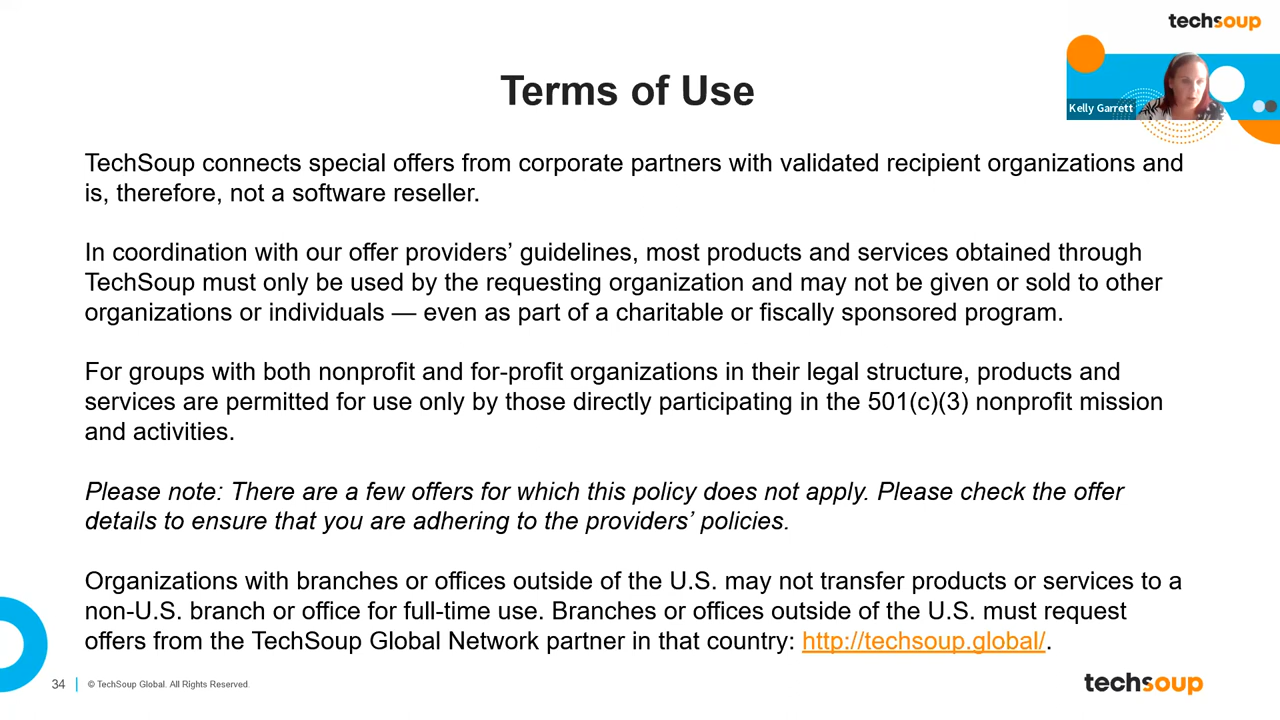 techsoup
Terms of Use
Kelly Garrett
TechSoup connects special offers from corporate partners with validated recipient organizations and
is, therefore, not a software reseller.
In coordination with our offer providers’ guidelines, most products and services obtained through
TechSoup must only be used by the requesting organization and may not be given or sold to other
organizations or individuals — even as part of a charitable or fiscally sponsored program.
For groups with both nonprofit and for-profit organizations in their legal structure, products and
services are permitted for use only by those directly participating in the 501(c)(3) nonprofit mission
and activities.
Please note: There are a few offers for which this policy does not apply. Please check the offer
details to ensure that you are adhering to the providers’ policies.
Organizations with branches or offices outside of the U.S. may not transfer products or services to a
non-U.S. branch or office for full-time use. Branches or offices outside of the U.S. must request
offers from the TechSoup Global Network partner in that country: http://techsoup.global/.
34 | © TechSoup Global. All Rights Reserved.
techsoup